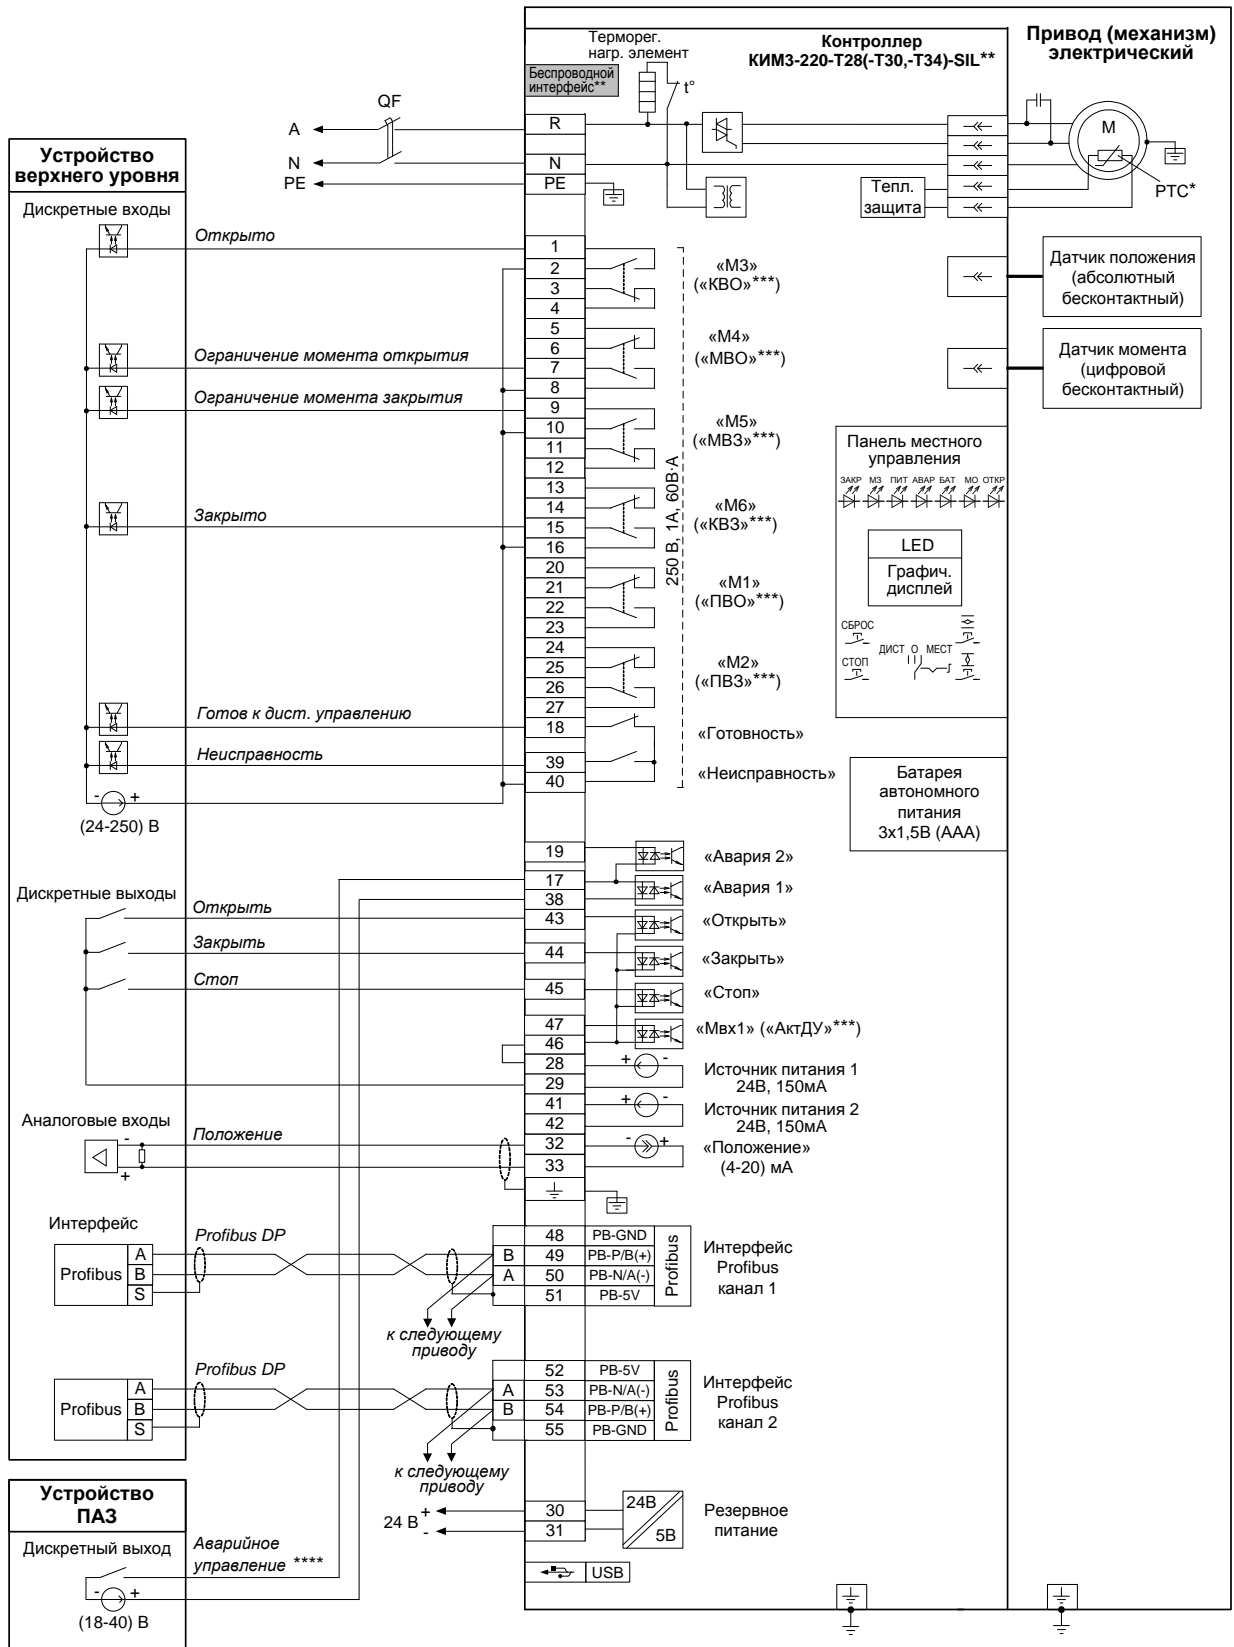 Терморег.
нагр. элемент
Контроллер
КИМ3-220-Т28(-Т30,-Т34)-SIL**
Привод (механизм)
электрический
Беспроводной
интерфейс**
t°
QF
A
R
N
N
PE
PE
M
PTC*
Тепл.
защита
Устройство
верхнего уровня
Дискретные входы
Открыто
1
2
3
4
«М3»
(«КВО»***)
Датчик положения
(абсолютный
бесконтактный)
5
6
7
8
Ограничение момента открытия
«М4»
(«МВО»***)
Датчик момента
(цифровой
бесконтактный)
Ограничение момента закрытия
9
10
11
12
«М5»
(«МВЗ»***)
250 В, 1А, 60В·А
Панель местного
управления
ЗАКР МЗ ПИТ АВАР БАТ МО ОТКР
LED
Графич.
дисплей
СБРОС
СТОП
ДИСТ О МЕСТ
Закрыто
13
14
15
16
«М6»
(«КВЗ»***)
20
21
22
23
«М1»
(«ПВО»***)
24
25
26
27
«М2»
(«ПВЗ»***)
Готов к дист. управлению
18
«Готовность»
Неисправность
39
40
«Неисправность»
- +
(24-250) В
Батарея
автономного
питания
3х1,5В (ААА)
19
«Авария 2»
17
38
«Авария 1»
Дискретные выходы
Открыть
43
«Открыть»
Закрыть
44
«Закрыть»
Стоп
45
«Стоп»
47
46
«Мвх1» («АктДУ»***)
28
29
+ -
Источник питания 1
24В, 150мА
41
42
+ -
Источник питания 2
24В, 150мА
Аналоговые входы
-
+
Положение
32
33
- +
«Положение»
(4-20) мА
Интерфейс
Profibus
A
B
S
Profibus DP
B
A
48 PB-GND
49 PB-P/B(+)
50 PB-N/A(-)
51 PB-5V
Profibus
Интерфейс
Profibus
канал 1
к следующему
приводу
Profibus
A
B
S
Profibus DP
A
B
52 PB-5V
53 PB-N/A(-)
54 PB-P/B(+)
55 PB-GND
Profibus
Интерфейс
Profibus
канал 2
к следующему
приводу
Устройство
ПАЗ
Дискретный выход
- +
(18-40) В
Аварийное
управление ****
24 В
+
-
30
31
24В
5В
Резервное
питание
USB